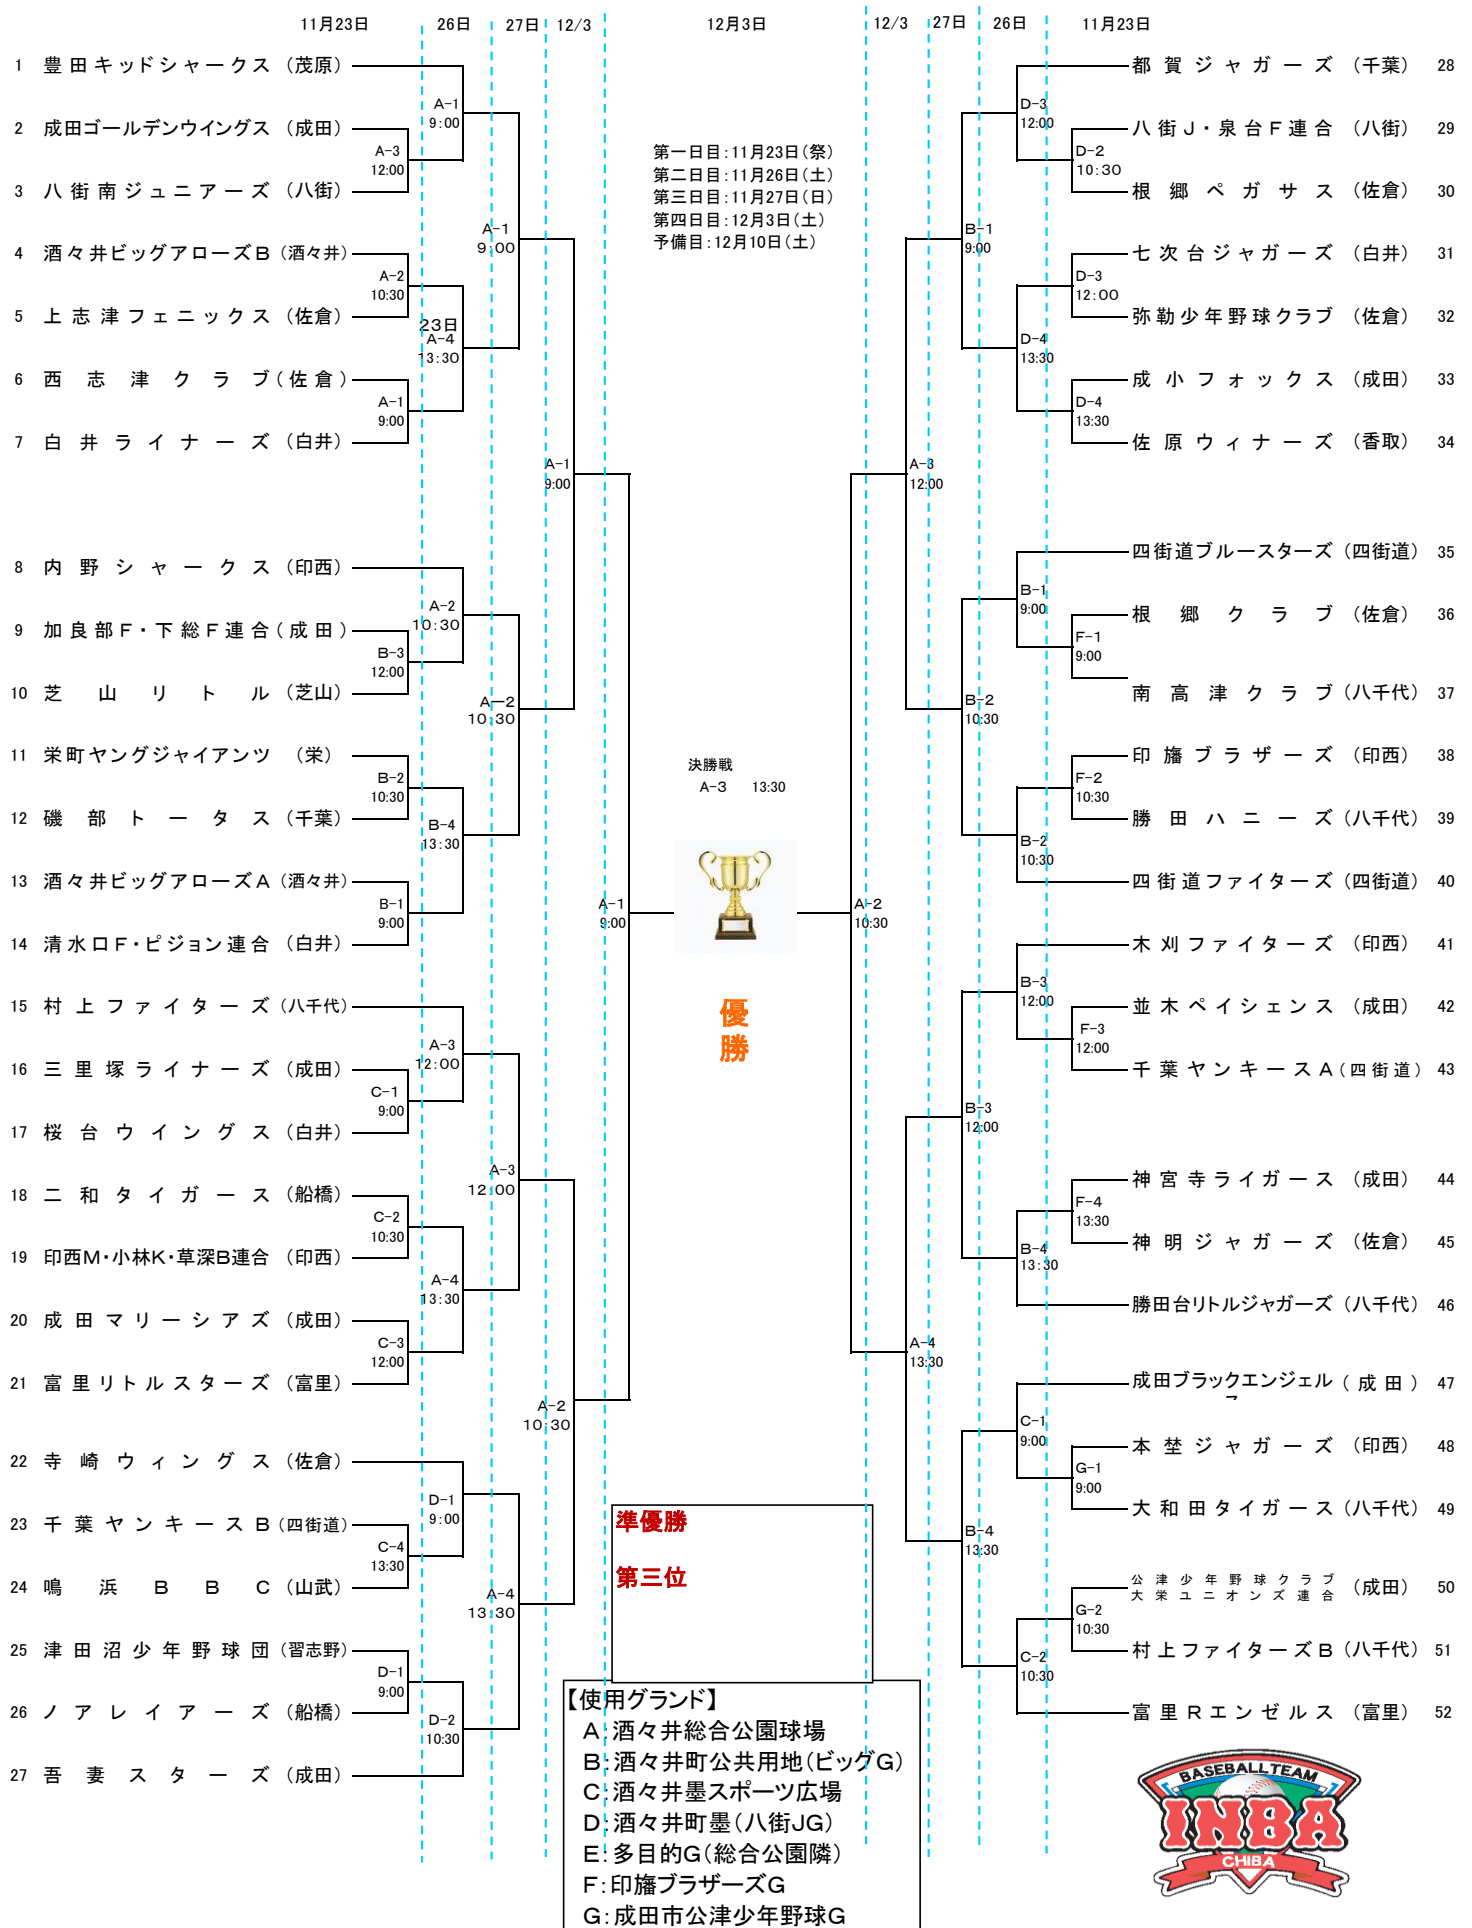 11月23日 26日 27日 12/3 12月3日 12/3 27日 26日 11月23日
第一日目：11月23日（祭）
第二日目：11月26日（土）
第三日目：11月27日（日）
第四日目：12月3日（土）
予備日：12月10日（土）
1 豊田キッドシャークス （茂原）
2 成田ゴールデンウイングス （成田）
3 八街南ジュニアーズ （八街）
4 酒々井ビッグアローズB （酒々井）
5 上志津フェニックス （佐倉）
6 西志津クラブ （佐倉）
7 白井ライナーズ （白井）
8 内野シャークス （印西）
9 加良部F・下総F連合 （成田）
10 芝山リトル （芝山）
11 栄町ヤングジャイアンツ （栄）
12 磯部トータス （千葉）
13 酒々井ビッグアローズA （酒々井）
14 清水口F・ピジョン連合 （白井）
15 村上ファイターズ （八千代）
16 三里塚ライナーズ （成田）
17 桜台ウイングス （白井）
18 二和タイガース （船橋）
19 印西M・小林K・草深B連合 （印西）
20 成田マリーシアズ （成田）
21 富里リトルスターズ （富里）
22 寺崎ウィングス （佐倉）
23 千葉ヤンキースB （四街道）
24 鳴浜BBC （山武）
25 津田沼少年野球団 （習志野）
26 ノアレイアーズ （船橋）
27 吾妻スターズ （成田）
A-3
12:00
A-2
10:30
A-1
9:00
B-3
12:00
B-2
10:30
B-1
9:00
C-1
9:00
C-2
10:30
C-3
12:00
C-4
13:30
D-1
9:00
A-1
9:00
23日
A-4
13:30
A-2
10:30
B-4
13:30
A-3
12:00
A-4
13:30
D-1
9:00
D-2
10:30
A-1
9:00
A-2
10:30
A-3
12:00
A-4
13:30
A-1
9:00
A-2
10:30
A-1
9:00
決勝戦
A-3 13:30
優
勝
A-2
10:30
A-3
12:00
A-4
13:30
B-1
9:00
B-2
10:30
B-3
12:00
B-4
13:30
D-3
12:00
D-4
13:30
B-1
9:00
B-2
10:30
B-3
12:00
B-4
13:30
C-1
9:00
C-2
10:30
D-2
10:30
D-3
12:00
D-4
13:30
F-1
9:00
F-2
10:30
F-3
12:00
F-4
13:30
G-1
9:00
G-2
10:30
都賀ジャガーズ （千葉） 28
八街J・泉台F連合 （八街） 29
根郷ペガサス （佐倉） 30
七次台ジャガーズ （白井） 31
弥勒少年野球クラブ （佐倉） 32
成小フォックス （成田） 33
佐原ウィナーズ （香取） 34
四街道ブルースターズ （四街道） 35
根郷クラブ （佐倉） 36
南高津クラブ （八千代） 37
印旛ブラザーズ （印西） 38
勝田ハニーズ （八千代） 39
四街道ファイターズ （四街道） 40
木刈ファイターズ （印西） 41
並木ペイシェンス （成田） 42
千葉ヤンキースA （四街道） 43
神宮寺ライガース （成田） 44
神明ジャガーズ （佐倉） 45
勝田台リトルジャガーズ （八千代） 46
成田ブラックエンジェル （成田） 47
本埜ジャガーズ （印西） 48
大和田タイガース （八千代） 49
公津少年野球クラブ
大栄ユニオンズ連合 （成田） 50
村上ファイターズB （八千代） 51
富里Rエンゼルス （富里） 52
準優勝
第三位
【使用グランド】
A：酒々井総合公園球場
B：酒々井町公共用地（ビッグG）
C：酒々井墨スポーツ広場
D：酒々井町墨（八街JG）
E：多目的G（総合公園隣）
F：印旛ブラザーズG
G：成田市公津少年野球G
BASEBALL TEAM
INBA
CHIBA